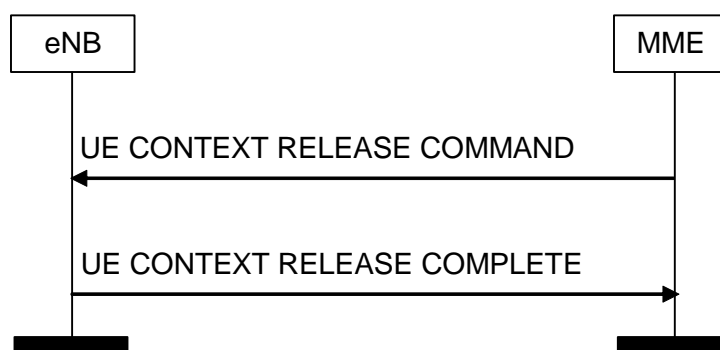 eNB
MME
UE CONTEXT RELEASE COMMAND
UE CONTEXT RELEASE COMPLETE